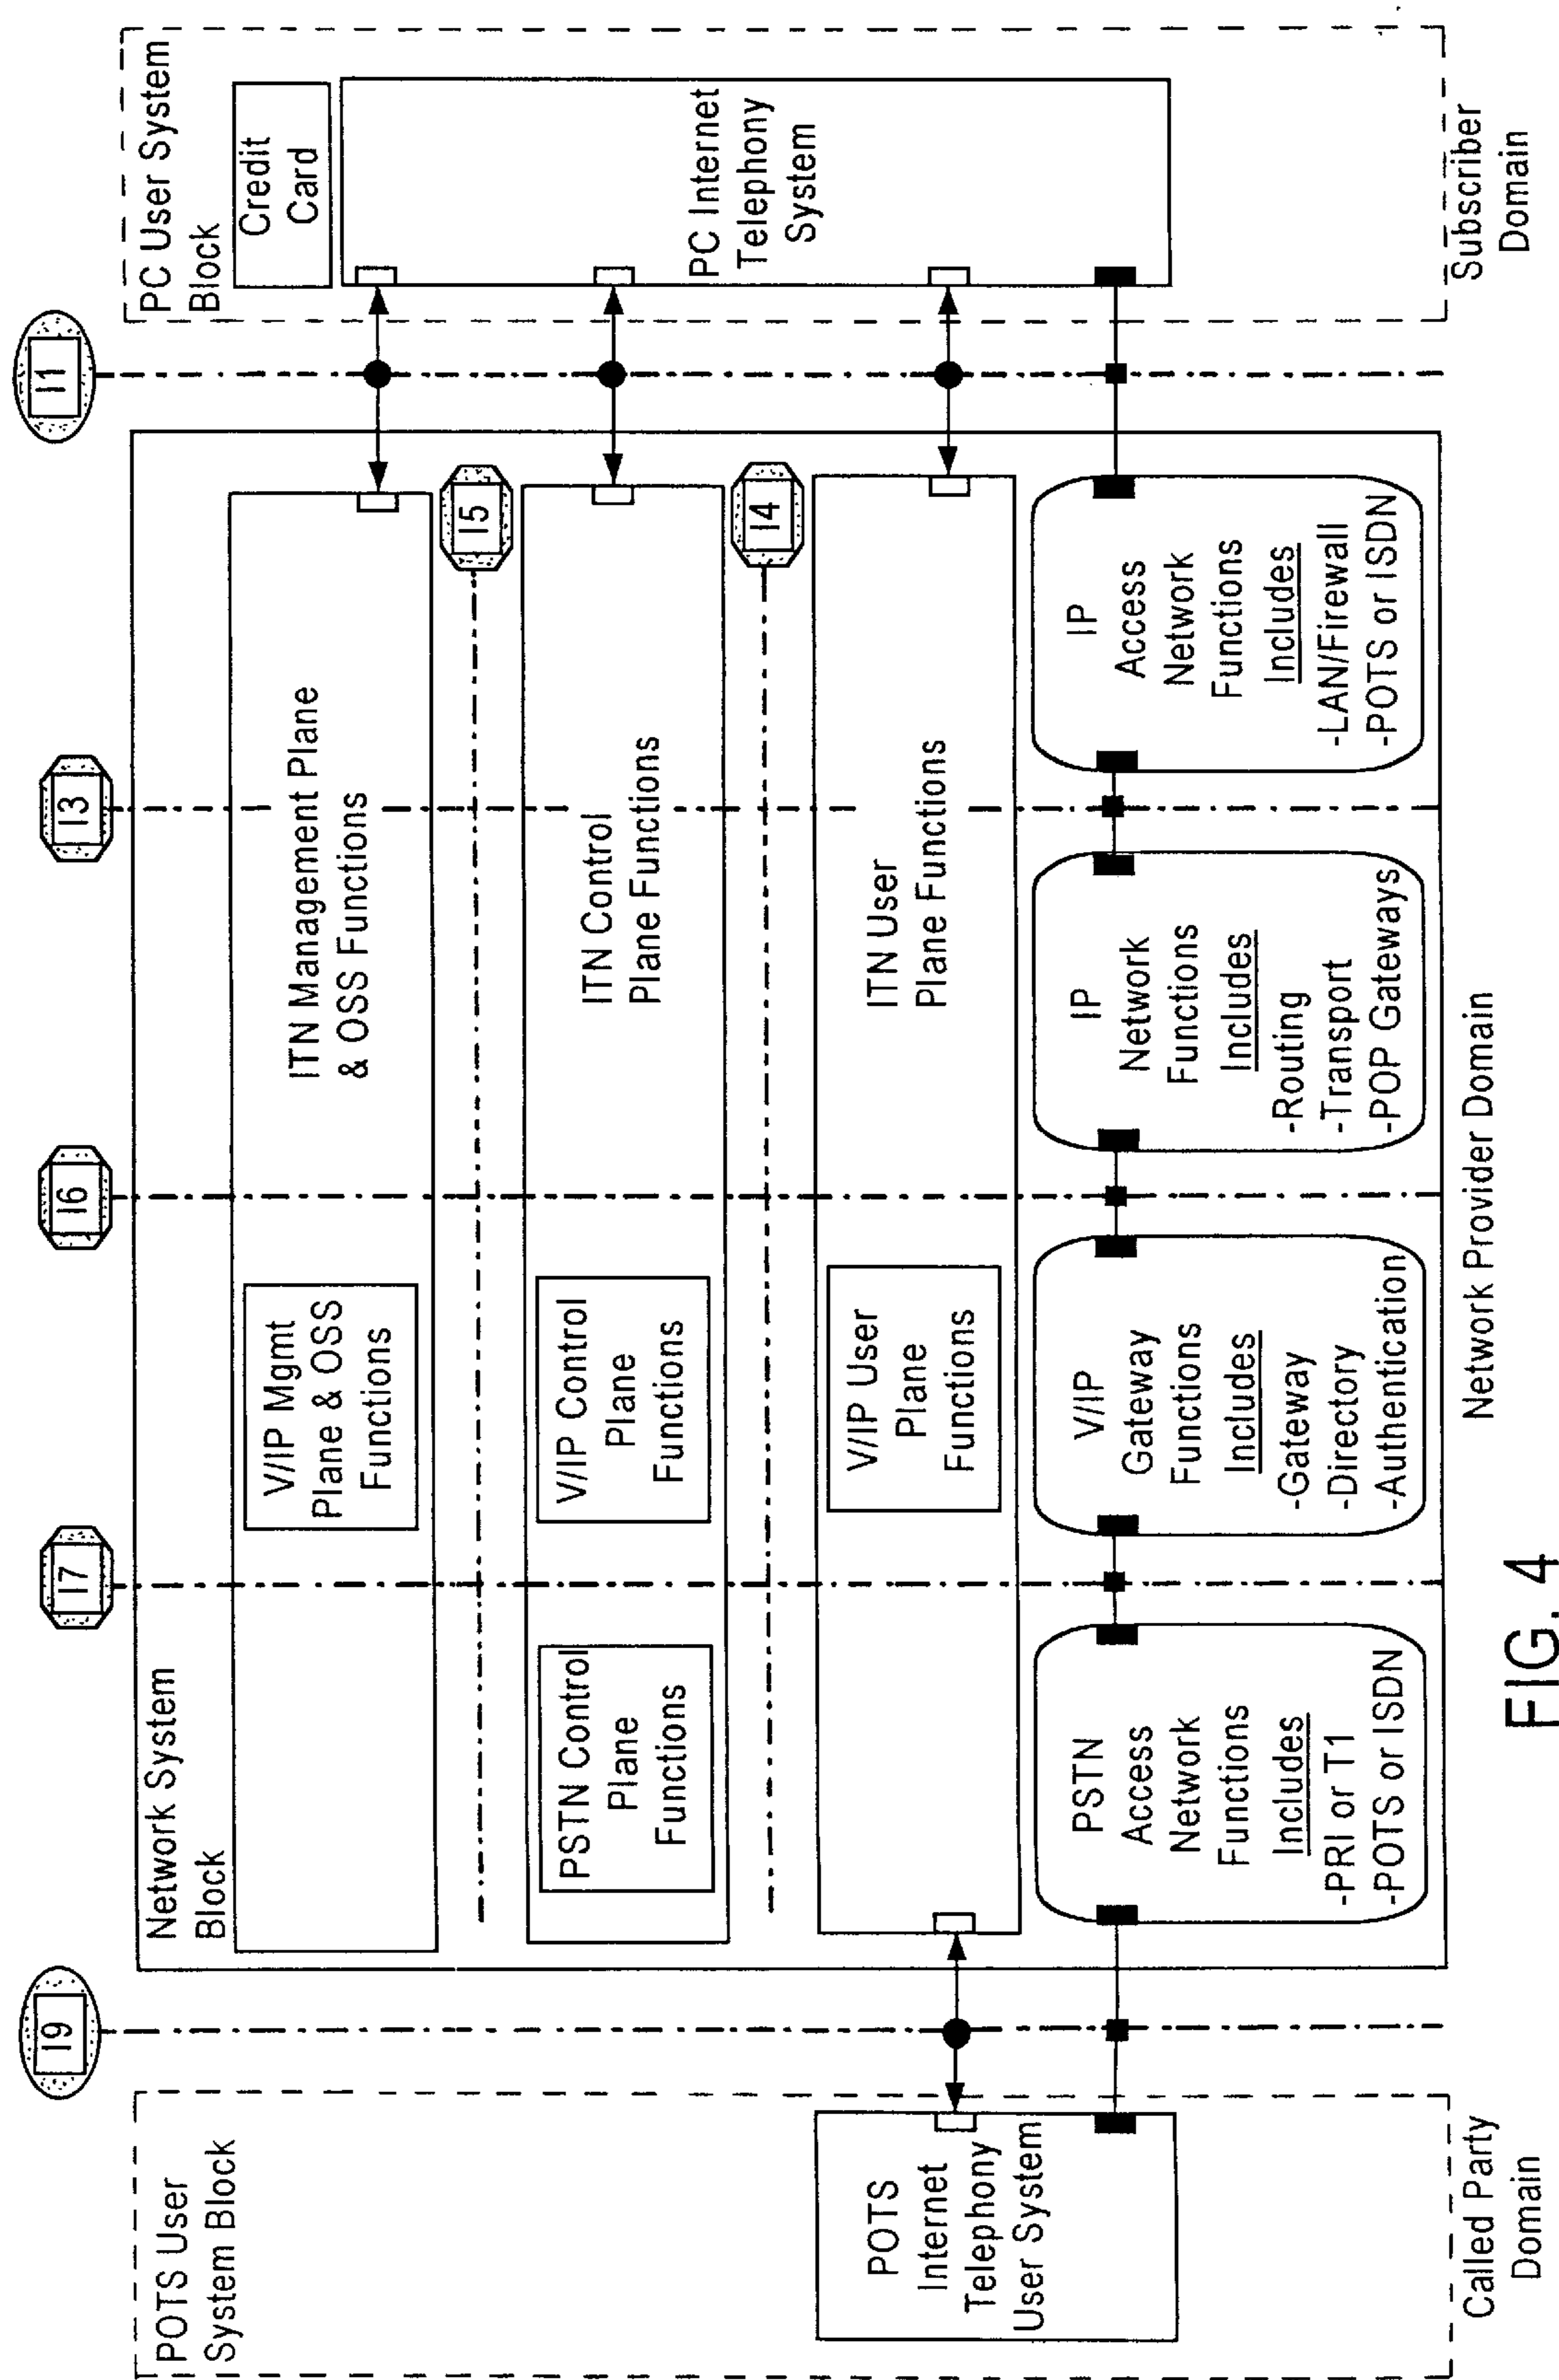 I9
I7
I6
I3
I1
POTS User
System Block
Network System
Block
PC User System
Block
Credit
Card
V/IP Mgmt
Plane & OSS
Functions
ITN Management Plane
& OSS Functions
I5
PSTN Control
Plane
Functions
V/IP Control
Plane
Functions
ITN Control
Plane Functions
I4
V/IP User
Plane
Functions
ITN User
Plane Functions
PC Internet
Telephony
System
POTS
Internet
Telephony
User System
PSTN
Access
Network
Functions
Includes
-PRI or T1
-POTS or ISDN
V/IP
Gateway
Functions
Includes
-Gateway
-Directory
-Authentication
IP
Network
Functions
Includes
-Routing
-Transport
-POP Gateways
IP
Access
Network
Functions
Includes
-LAN/Firewall
-POTS or ISDN
Called Party
Domain
Network Provider Domain
Subscriber
Domain
FIG. 4